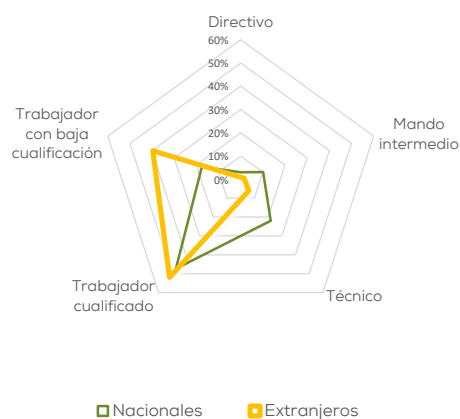 Directivo
60%
50%
40%
30%
20%
10%
0%
Mando
intermedio
Técnico
Trabajador
cualificado
Trabajador
con baja
cualificación
Nacionales
Extranjeros